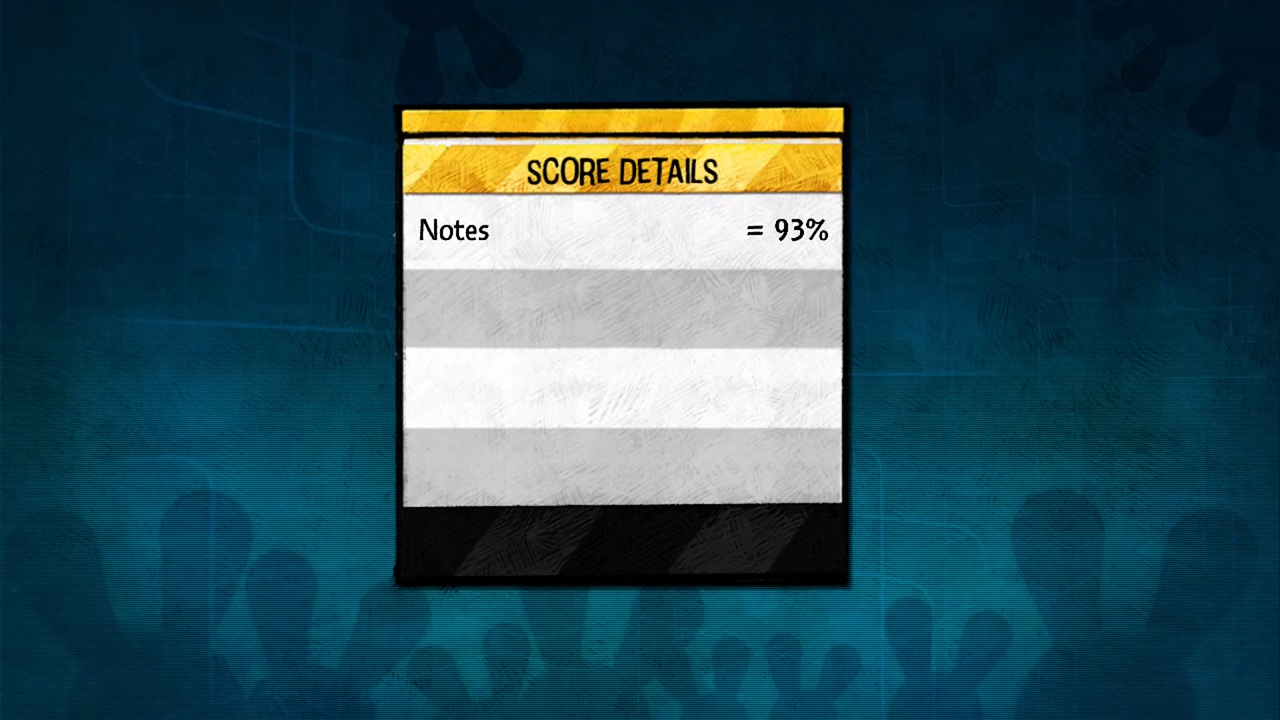 SCORE DETAILS
Notes = 93%